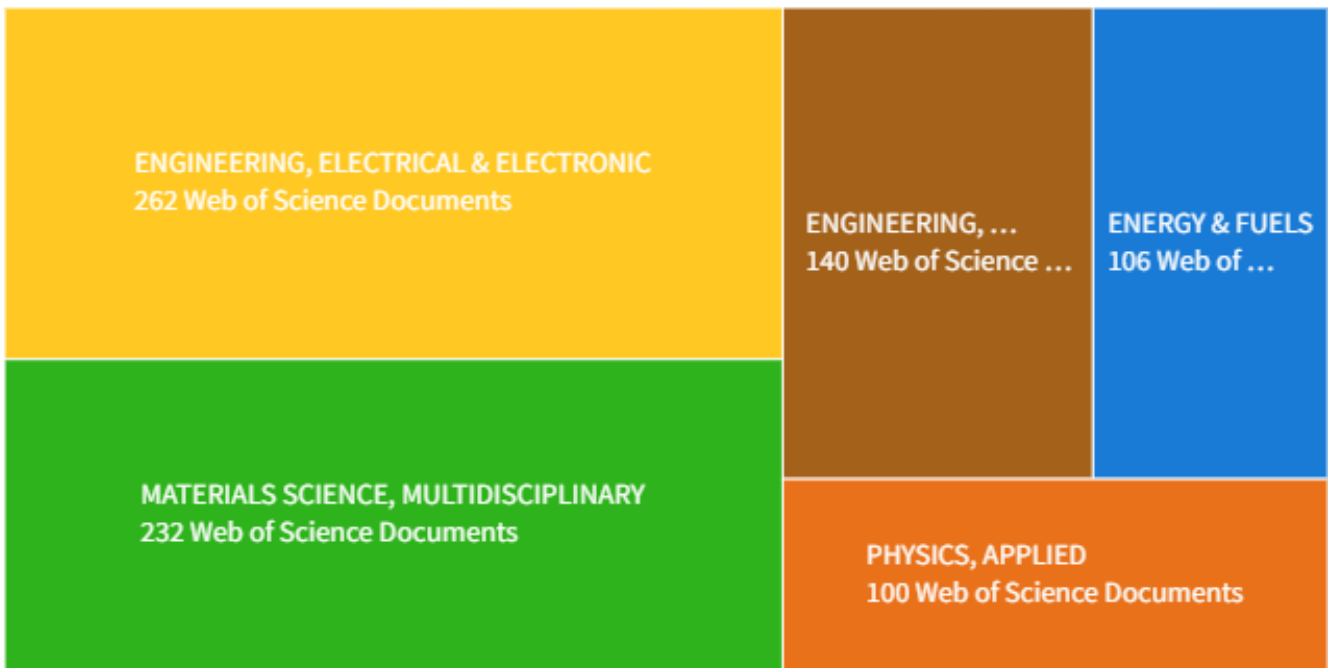 ENGINEERING, ELECTRICAL & ELECTRONIC
262 Web of Science Documents
MATERIALS SCIENCE, MULTIDISCIPLINARY
232 Web of Science Documents
ENGINEERING, ...
140 Web of Science ...
ENERGY & FUELS
106 Web of ...
PHYSICS, APPLIED
100 Web of Science Documents